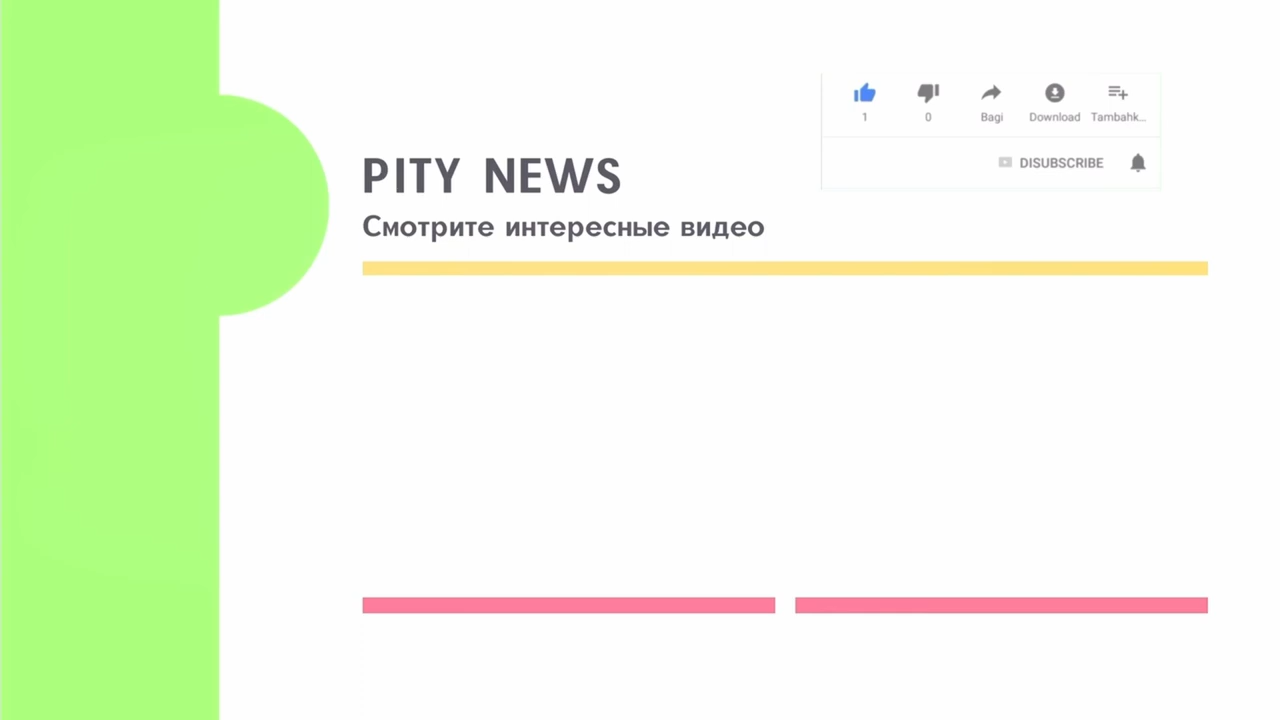 1
0
Bagi
Download
Tambahk...
DISUBSCRIBE
PITY NEWS
Смотрите интересные видео